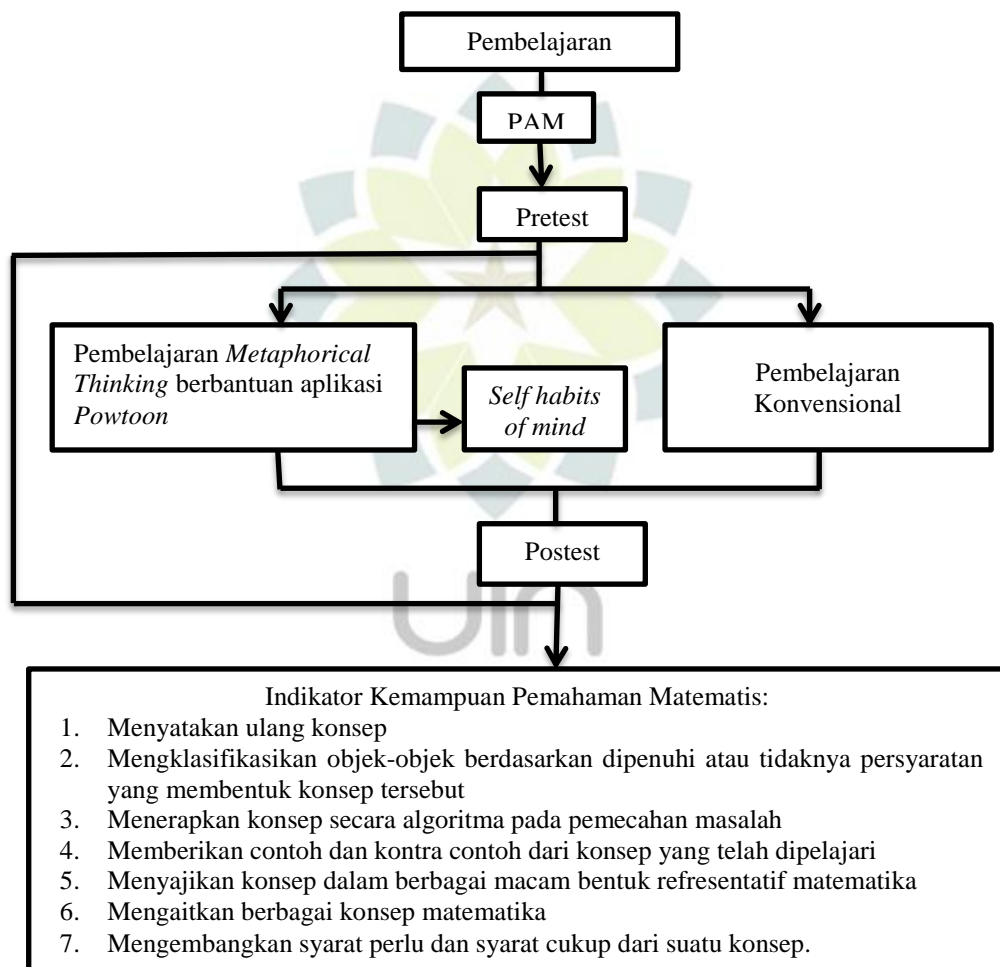 Pembelajaran
PAM
Pretest
Pembelajaran Metaphorical
Thinking berbantuan aplikasi
Powtoon
Self habits
of mind
Pembelajaran
Konvensional
Postest
uin
Indikator Kemampuan Pemahaman Matematis:
1. Menyatakan ulang konsep
2. Mengklasifikasikan objek-objek berdasarkan dipenuhi atau tidaknya persyaratan
yang membentuk konsep tersebut
3. Menerapkan konsep secara algoritma pada pemecahan masalah
4. Memberikan contoh dan kontra contoh dari konsep yang telah dipelajari
5. Menyajikan konsep dalam berbagai macam bentuk refresentatif matematika
6. Mengaitkan berbagai konsep matematika
7. Mengembangkan syarat perlu dan syarat cukup dari suatu konsep.